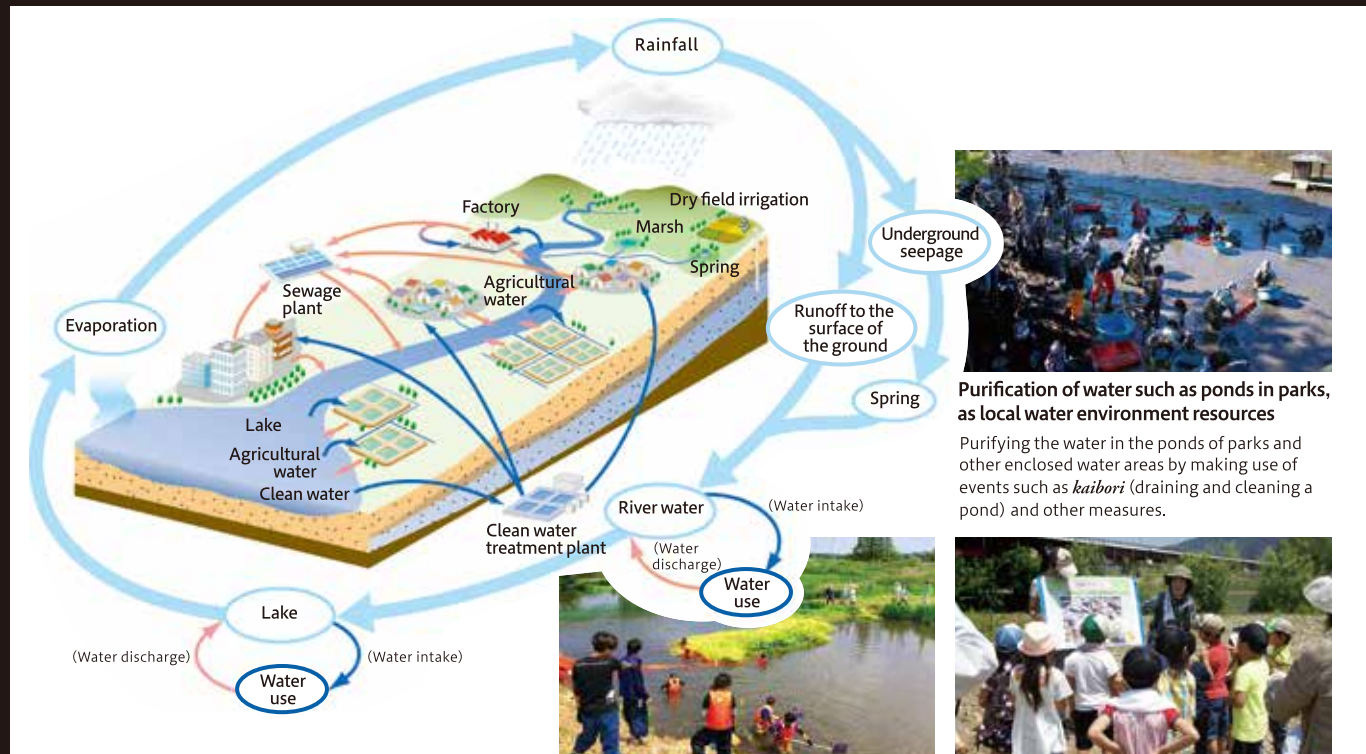 Rainfall
Factory
Dry field irrigation
Marsh
Underground
seepage
Spring
Agricultural
water
Sewage
plant
Evaporation
Runoff to the
surface of
the ground
Spring
Lake
Agricultural
water
Clean water
Clean water
treatment plant
River water
(Water intake)
(Water
discharge)
Water
use
Lake
(Water discharge)
(Water intake)
Water
use
Purification of water such as ponds in parks,
as local water environment resources
Purifying the water in the ponds of parks and
other enclosed water areas by making use of
events such as kaibori (draining and cleaning a
pond) and other measures.